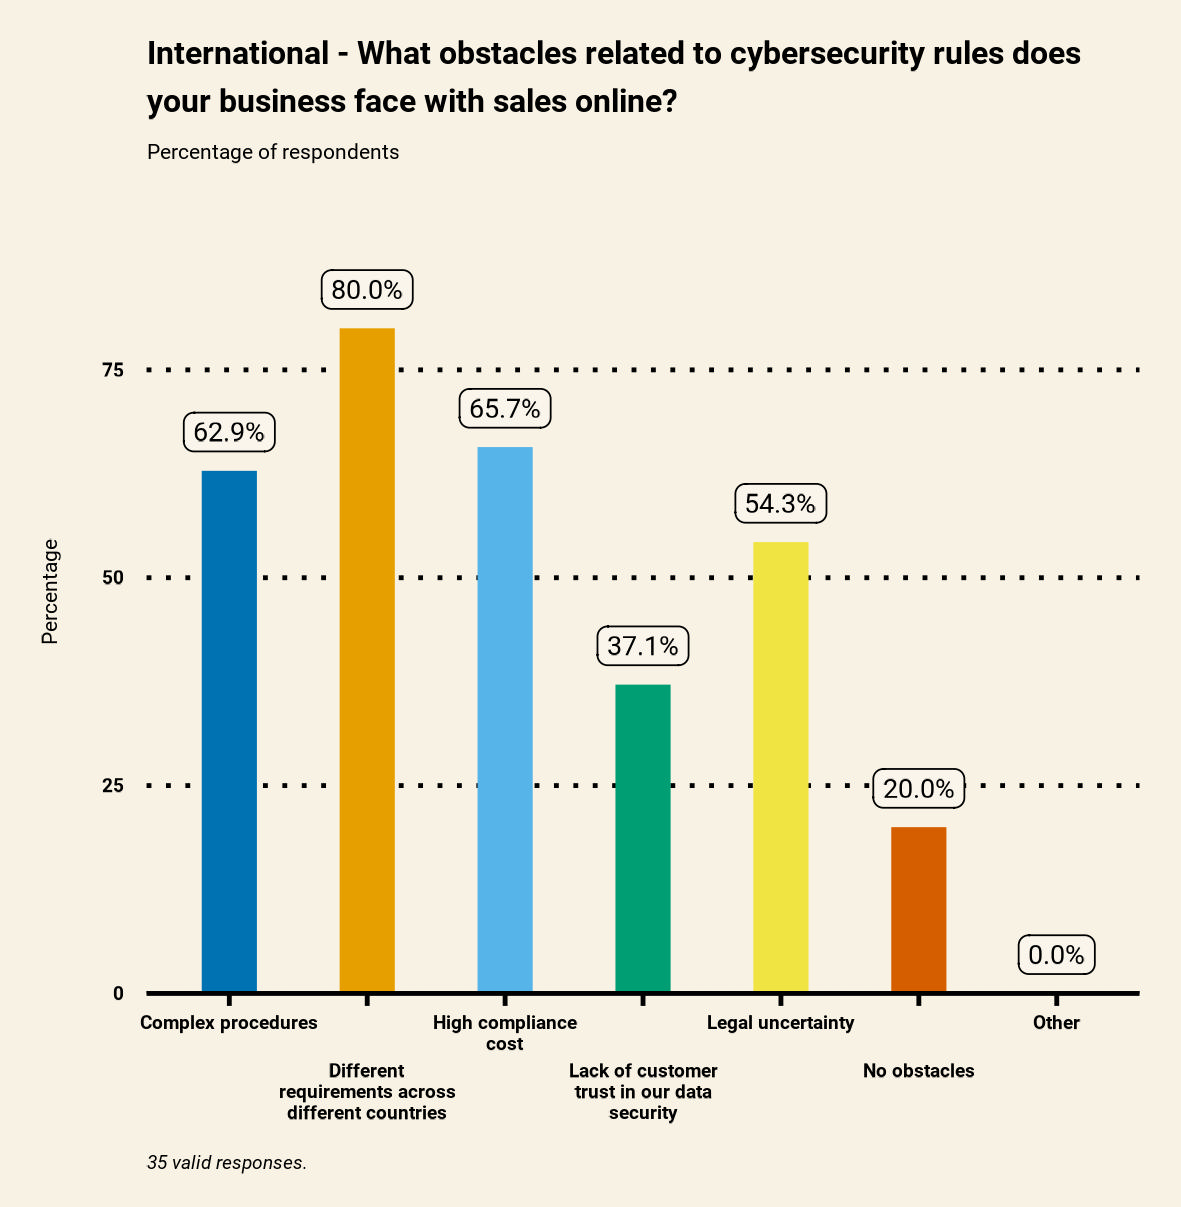 International - What obstacles related to cybersecurity rules does
your business face with sales online?
Percentage of respondents
80.0%
75
65.7%
62.9%
54.3%
50
Percentage
37.1%
25
20.0%
0.0%
0
Complex procedures
High compliance
cost
Legal uncertainty
Other
Different
requirements across
different countries
Lack of customer
trust in our data
security
No obstacles
35 valid responses.